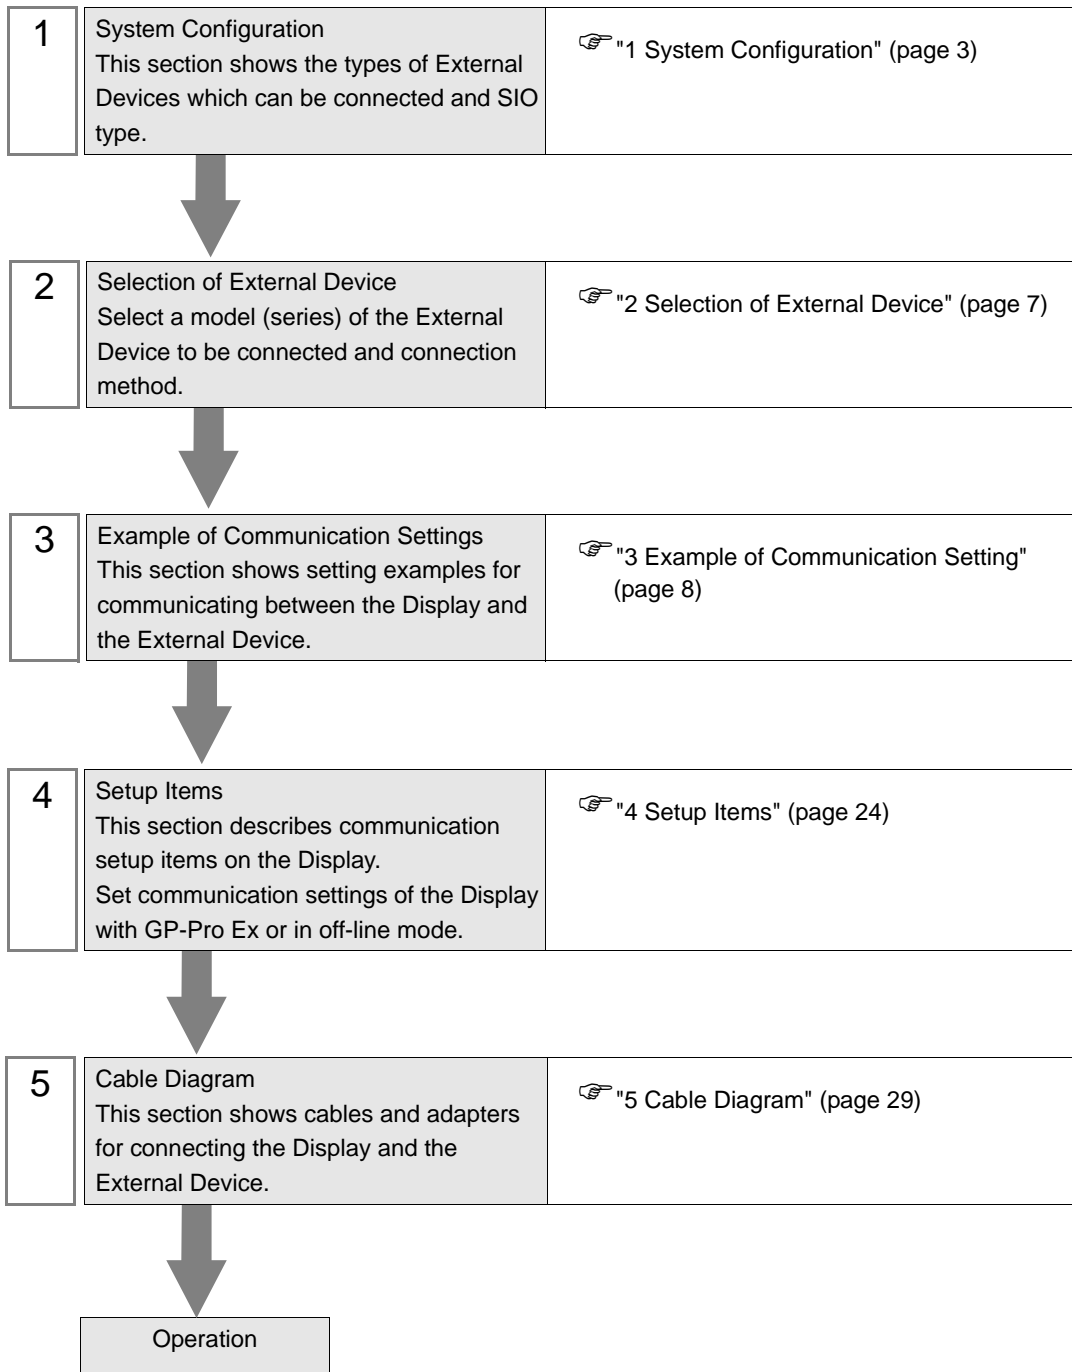 1
System Configuration
This section shows the types of External
Devices which can be connected and SIO
type.
"1 System Configuration" (page 3)
2
Selection of External Device
Select a model (series) of the External
Device to be connected and connection
method.
"2 Selection of External Device" (page 7)
3
Example of Communication Settings
This section shows setting examples for
communicating between the Display and
the External Device.
"3 Example of Communication Setting"
(page 8)
4
Setup Items
This section describes communication
setup items on the Display.
Set communication settings of the Display
with GP-Pro Ex or in off-line mode.
"4 Setup Items" (page 24)
5
Cable Diagram
This section shows cables and adapters
for connecting the Display and the
External Device.
"5 Cable Diagram" (page 29)
Operation